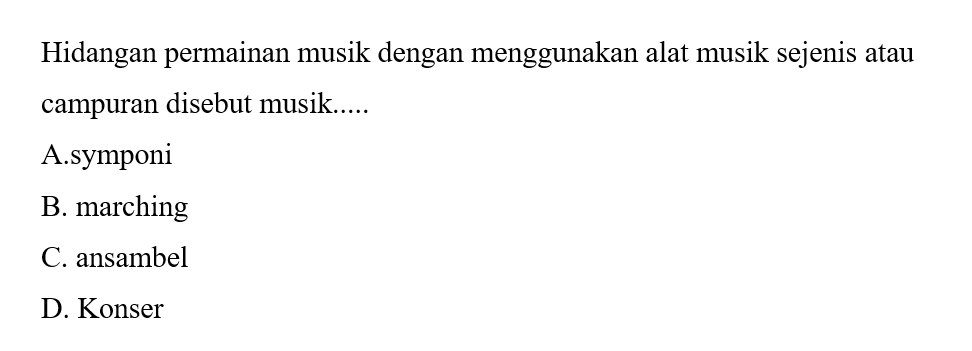 Hidangan permainan musik dengan menggunakan alat musik sejenis atau
campuran disebut musik.....
A.symponi
B. marching
C. ansambel
D. Konser